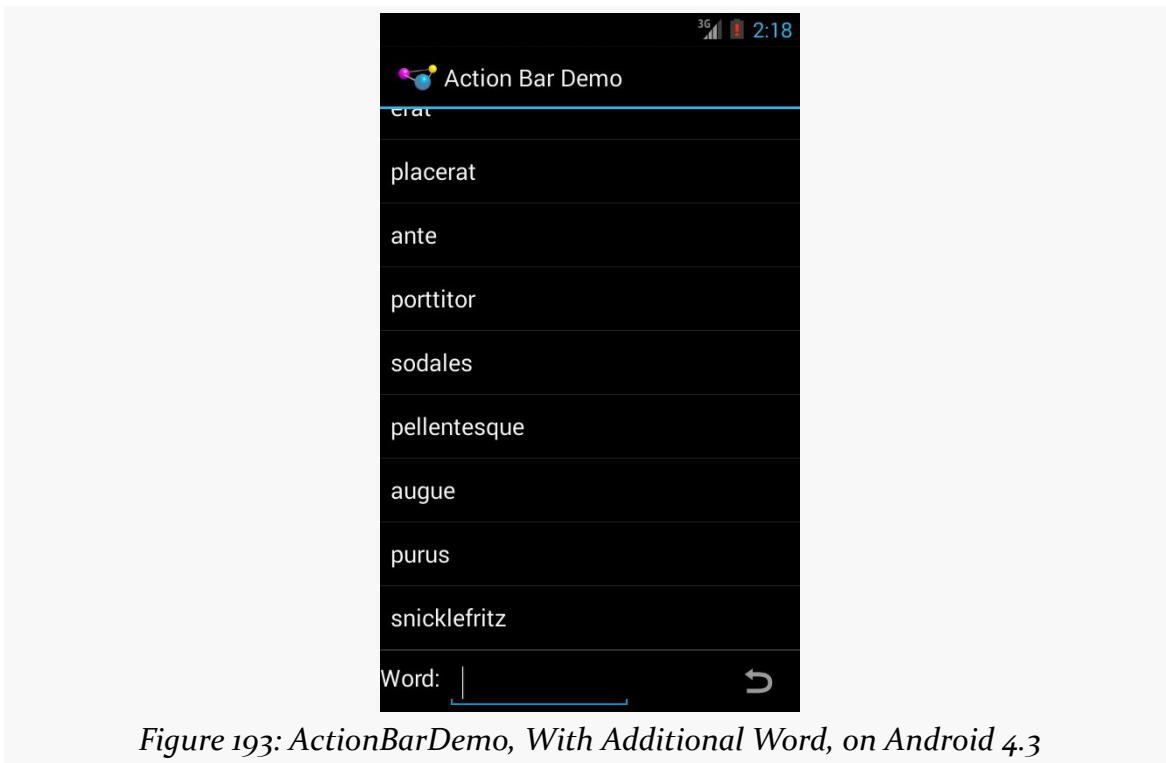 3G 2:18
Action Bar Demo
erat
placerat
ante
porttitor
sodales
pellentesque
augue
purus
snicklefritz
Word:
Figure 193: ActionBarDemo, With Additional Word, on Android 4.3